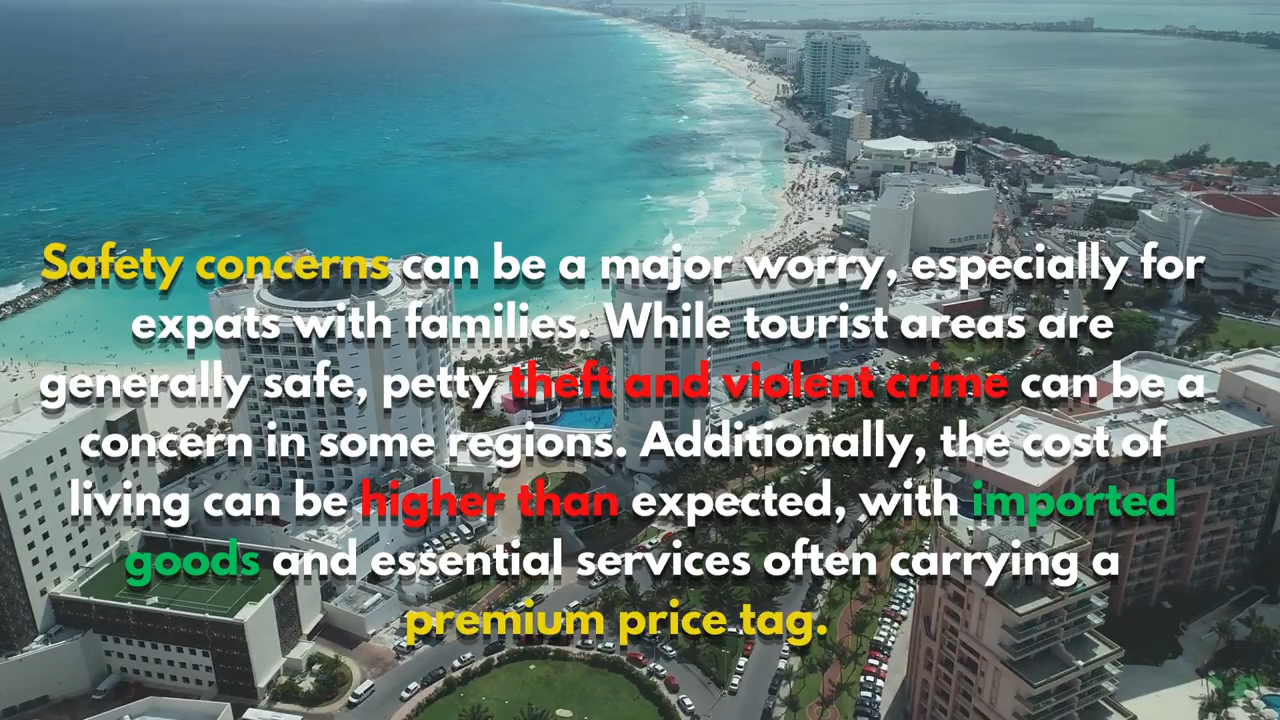 Safety concerns can be a major worry, especially for
expats with families. While tourist areas are
generally safe, petty theft and violent crime can be a
concern in some regions. Additionally, the cost of
living can be higher than expected, with imported
goods and essential services often carrying a
premium price tag.